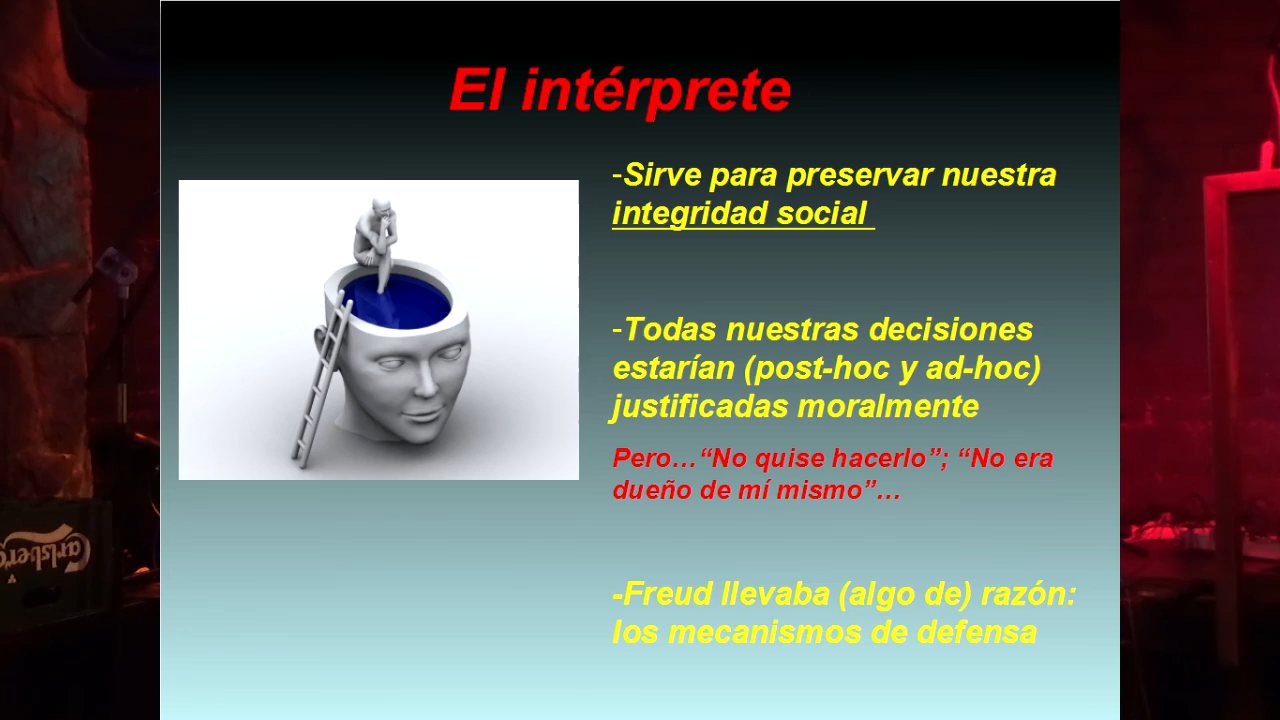 El intérprete
-Sirve para preservar nuestra
integridad social
-Todas nuestras decisiones
estarían (post-hoc y ad-hoc)
justificadas moralmente
Pero…“No quise hacerlo”; “No era
dueño de mí mismo”…
-Freud llevaba (algo de) razón:
los mecanismos de defensa
Carlsberg